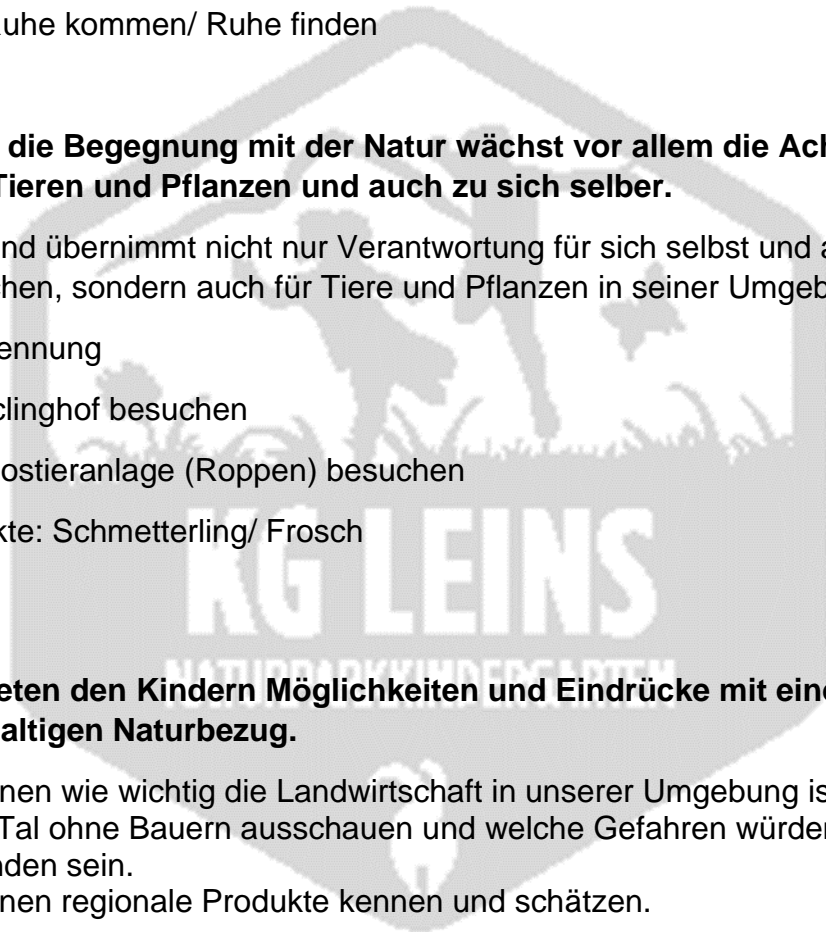 uhe kommen/ Ruhe finden
die Begegnung mit der Natur wächst vor allem die Ach
Tieren und Pflanzen und auch zu sich selber.
nd übernimmt nicht nur Verantwortung für sich selbst und a
chen, sondern auch für Tiere und Pflanzen in seiner Umgeb
ennung
clinghof besuchen
ostieranlage (Roppen) besuchen
kte: Schmetterling/ Frosch
KG LEINS
NATURPARKKINDERGARTEN
eten den Kindern Möglichkeiten und Eindrücke mit eine
altigen Naturbezug.
nen wie wichtig die Landwirtschaft in unserer Umgebung is
Tal ohne Bauern ausschauen und welche Gefahren würde
nden sein.
nen regionale Produkte kennen und schätzen.